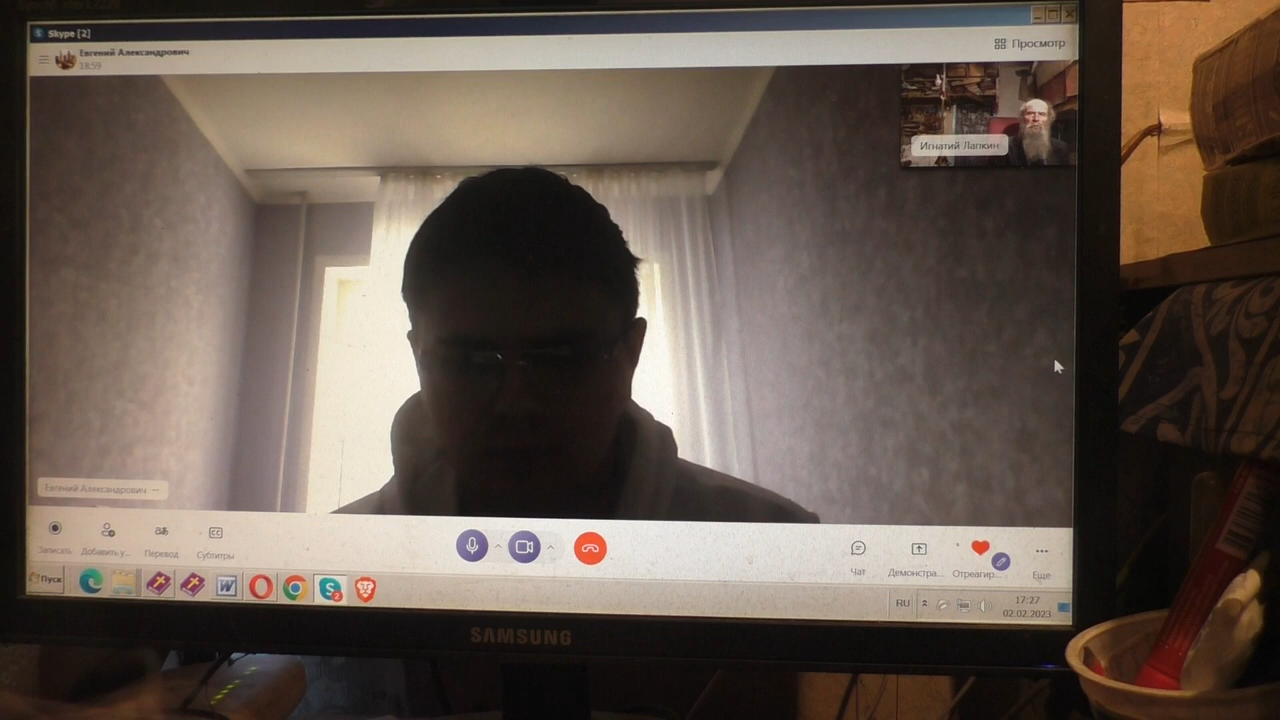 Skype [2]
Евгений Александрович
18:59
Просмотр
Игнатий Лапкин
Евгений Александрович ...
Записать
Добавить у...
Перевод
Субтитры
Чат
Демонстра...
Отреагир...
Еще
Пуск
RU
17:27
02.02.2023
SAMSUNG